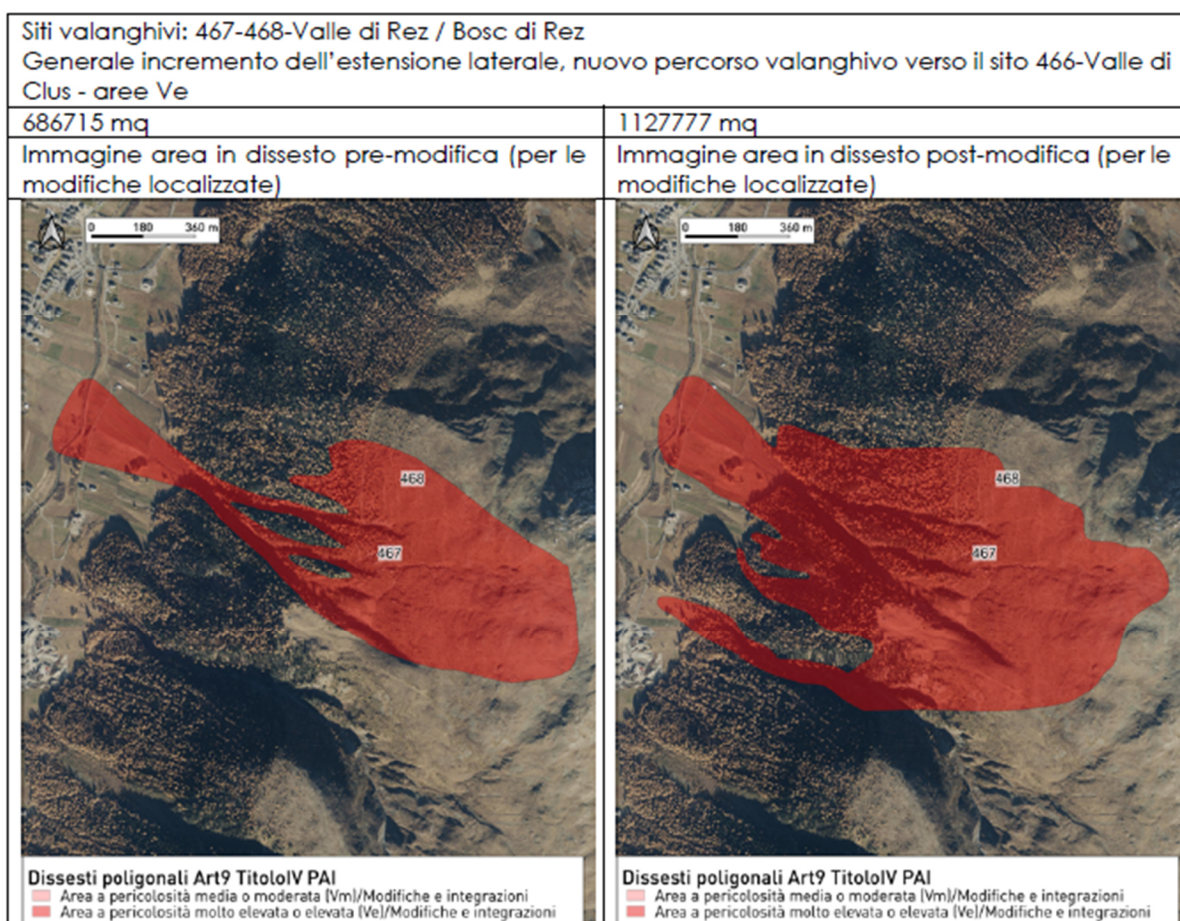 Siti valanghivi: 467-468-Valle di Rez / Bosc di Rez
Generale incremento dell'estensione laterale, nuovo percorso valanghivo verso il sito 466-Valle di
Clus - aree Ve
686715 mq
1127777 mq
Immagine area in dissesto pre-modifica (per le
modifiche localizzate)
Immagine area in dissesto post-modifica (per le
modifiche localizzate)
0 180 360 m
468
467
Dissesti poligonali Art9 TitoloIV PAI
Area a pericolosità media o moderata (Vm)/Modifiche e integrazioni
Area a pericolosità molto elevata o elevata (Ve)/Modifiche e integrazioni
0 180 360 m
468
467
Dissesti poligonali Art9 TitoloIV PAI
Area a pericolosità media o moderata (Vm)/Modifiche e integrazioni
Area a pericolosità molto elevata o elevata (Ve)/Modifiche e integrazioni